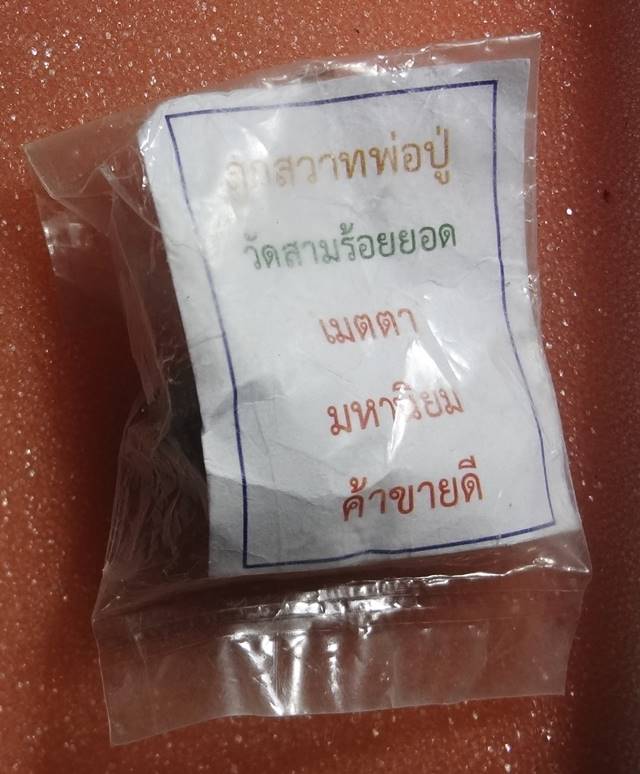 ลูกสวาทพ่อปู่
วัดสามร้อยยอด
เมตตา
มหานิยม
ค้าขายดี